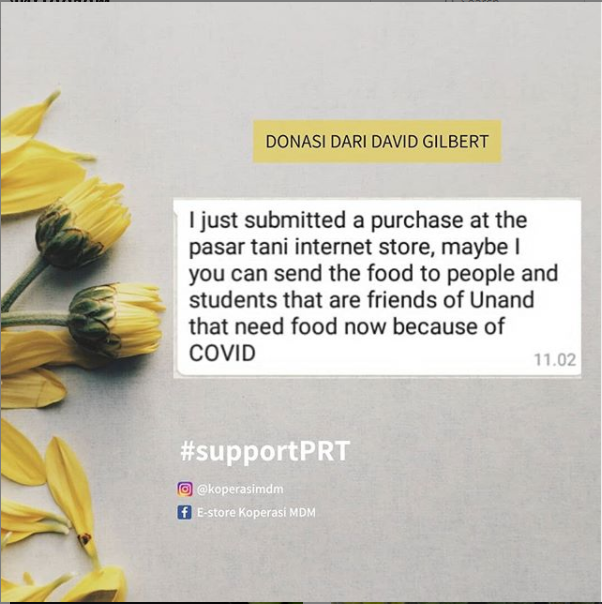 DONASI DARI DAVID GILBERT
I just submitted a purchase at the
pasar tani internet store, maybe I
you can send the food to people and
students that are friends of Unand
that need food now because of
COVID
11.02
#supportPRT
@koperasimdm
E-store Koperasi MDM